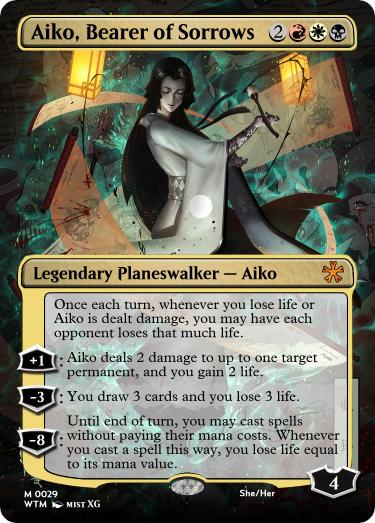 Aiko, Bearer of Sorrows 2
Legendary Planeswalker — Aiko
Once each turn, whenever you lose life or
Aiko is dealt damage, you may have each
opponent loses that much life.
+1: Aiko deals 2 damage to up to one target
permanent, and you gain 2 life.
-3: You draw 3 cards and you lose 3 life.
Until end of turn, you may cast spells
-8: without paying their mana costs. Whenever
you cast a spell this way, you lose life equal
to its mana value.
4
M 0029
She/Her
WTM MIST XG